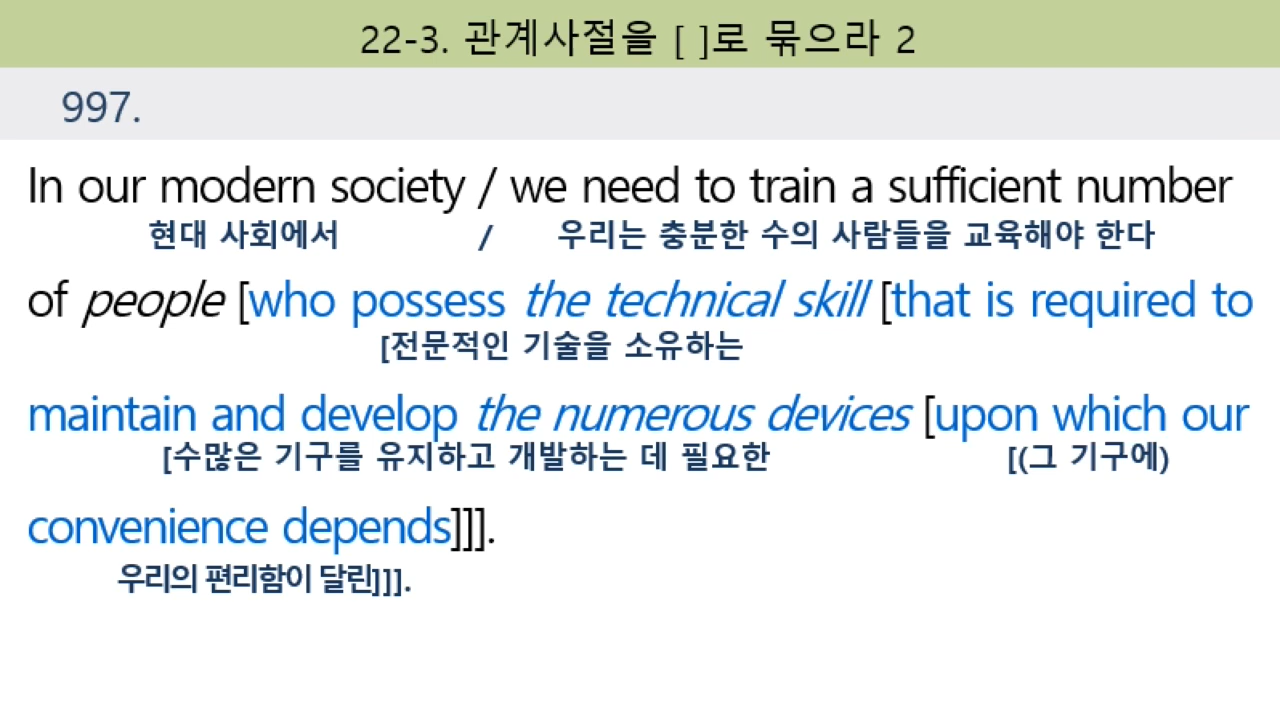 22-3. 관계사절을 [ ]로 묶으라 2
997.
In our modern society / we need to train a sufficient number
현대 사회에서 / 우리는 충분한 수의 사람들을 교육해야 한다
of people [who possess the technical skill [that is required to
[전문적인 기술을 소유하는
maintain and develop the numerous devices [upon which our
[수많은 기구를 유지하고 개발하는 데 필요한 [(그 기구에)
convenience depends]]].
우리의 편리함이 달린]]].